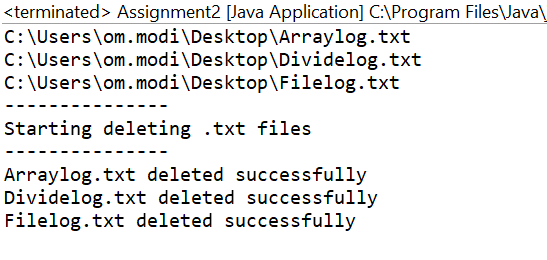 <terminated> Assignment2 [Java Application] C:\Program Files\Java\
C:\Users\om.modi\Desktop\Arraylog.txt
C:\Users\om.modi\Desktop\Dividelog.txt
C:\Users\om.modi\Desktop\Filelog.txt
---------------
Starting deleting .txt files
---------------
Arraylog.txt deleted successfully
Dividelog.txt deleted successfully
Filelog.txt deleted successfully